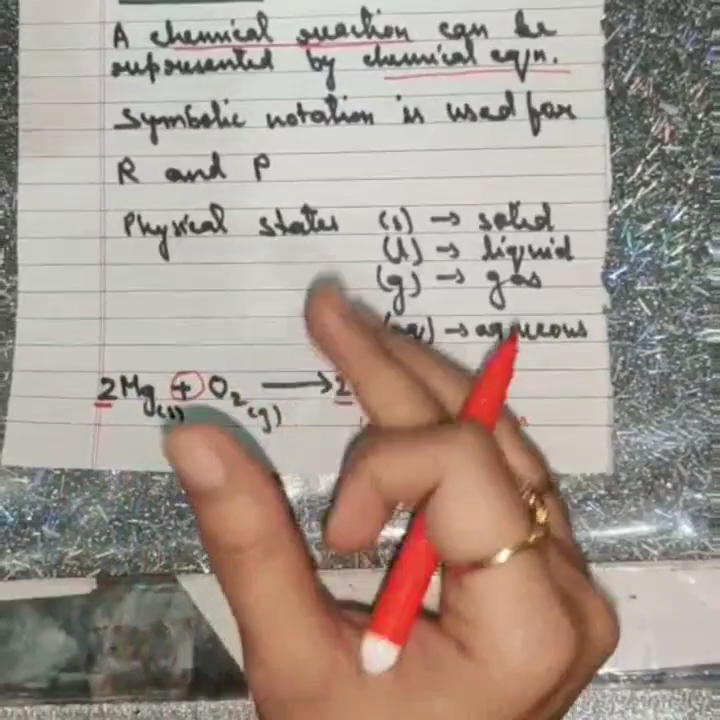 A chemical reaction can be
represented by chemical eqn.
Symbolic notation is used for
R and P
Physical states (s) → solid
(l) → liquid
(g) → gas
(aq) → aqueous
2Mg(s) + O2(g) → 2